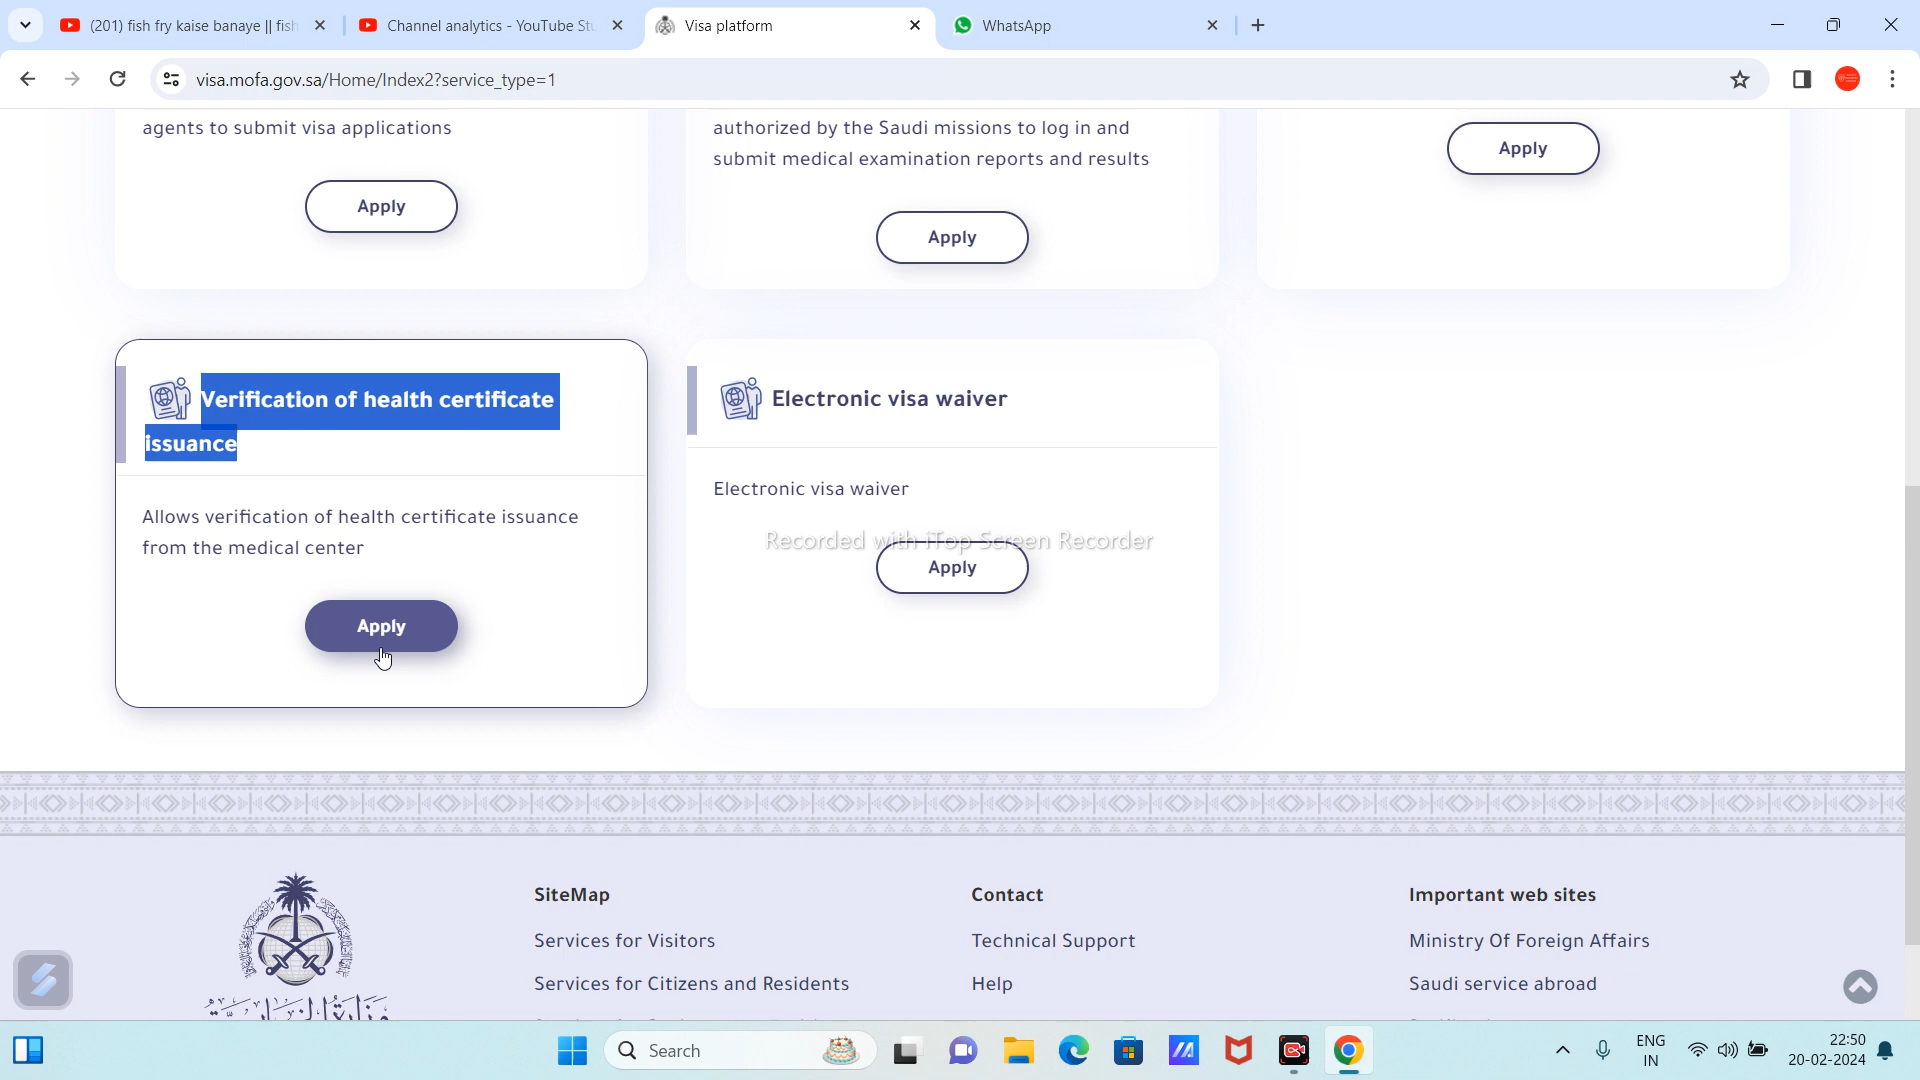 (201) fish fry kaise banaye || fish
Channel analytics - YouTube Stu
Visa platform
WhatsApp
visa.mofa.gov.sa/Home/Index2?service_type=1
agents to submit visa applications
Apply
authorized by the Saudi missions to log in and
submit medical examination reports and results
Apply
Apply
Verification of health certificate
issuance
Allows verification of health certificate issuance
from the medical center
Apply
Electronic visa waiver
Electronic visa waiver
Recorded with iTop Screen Recorder
Apply
SiteMap
Services for Visitors
Services for Citizens and Residents
Contact
Technical Support
Help
Important web sites
Ministry Of Foreign Affairs
Saudi service abroad
Search
ENG
IN
22:50
20-02-2024